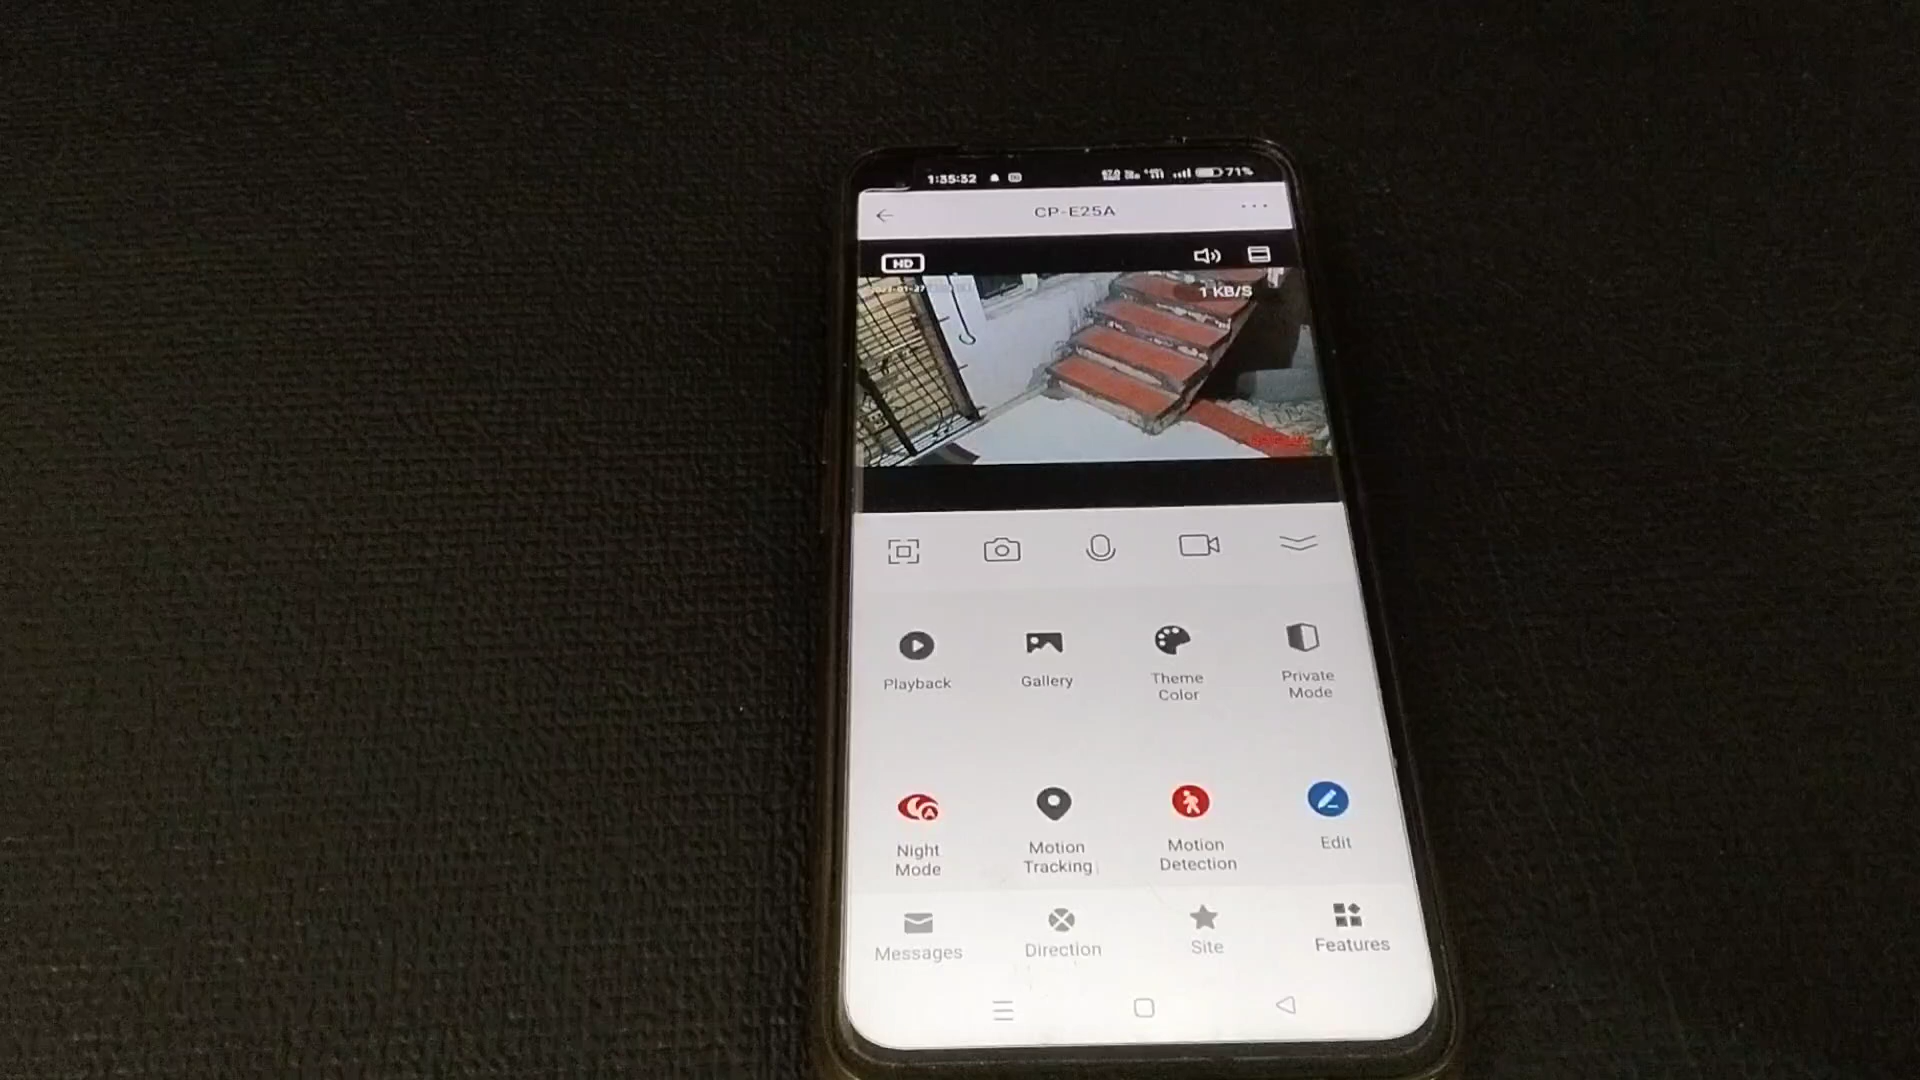 1:35:32
71%
CP-E25A
HD
1 KB/S
Playback
Gallery
Theme
Color
Private
Mode
Night
Mode
Motion
Tracking
Motion
Detection
Edit
Messages
Direction
Site
Features